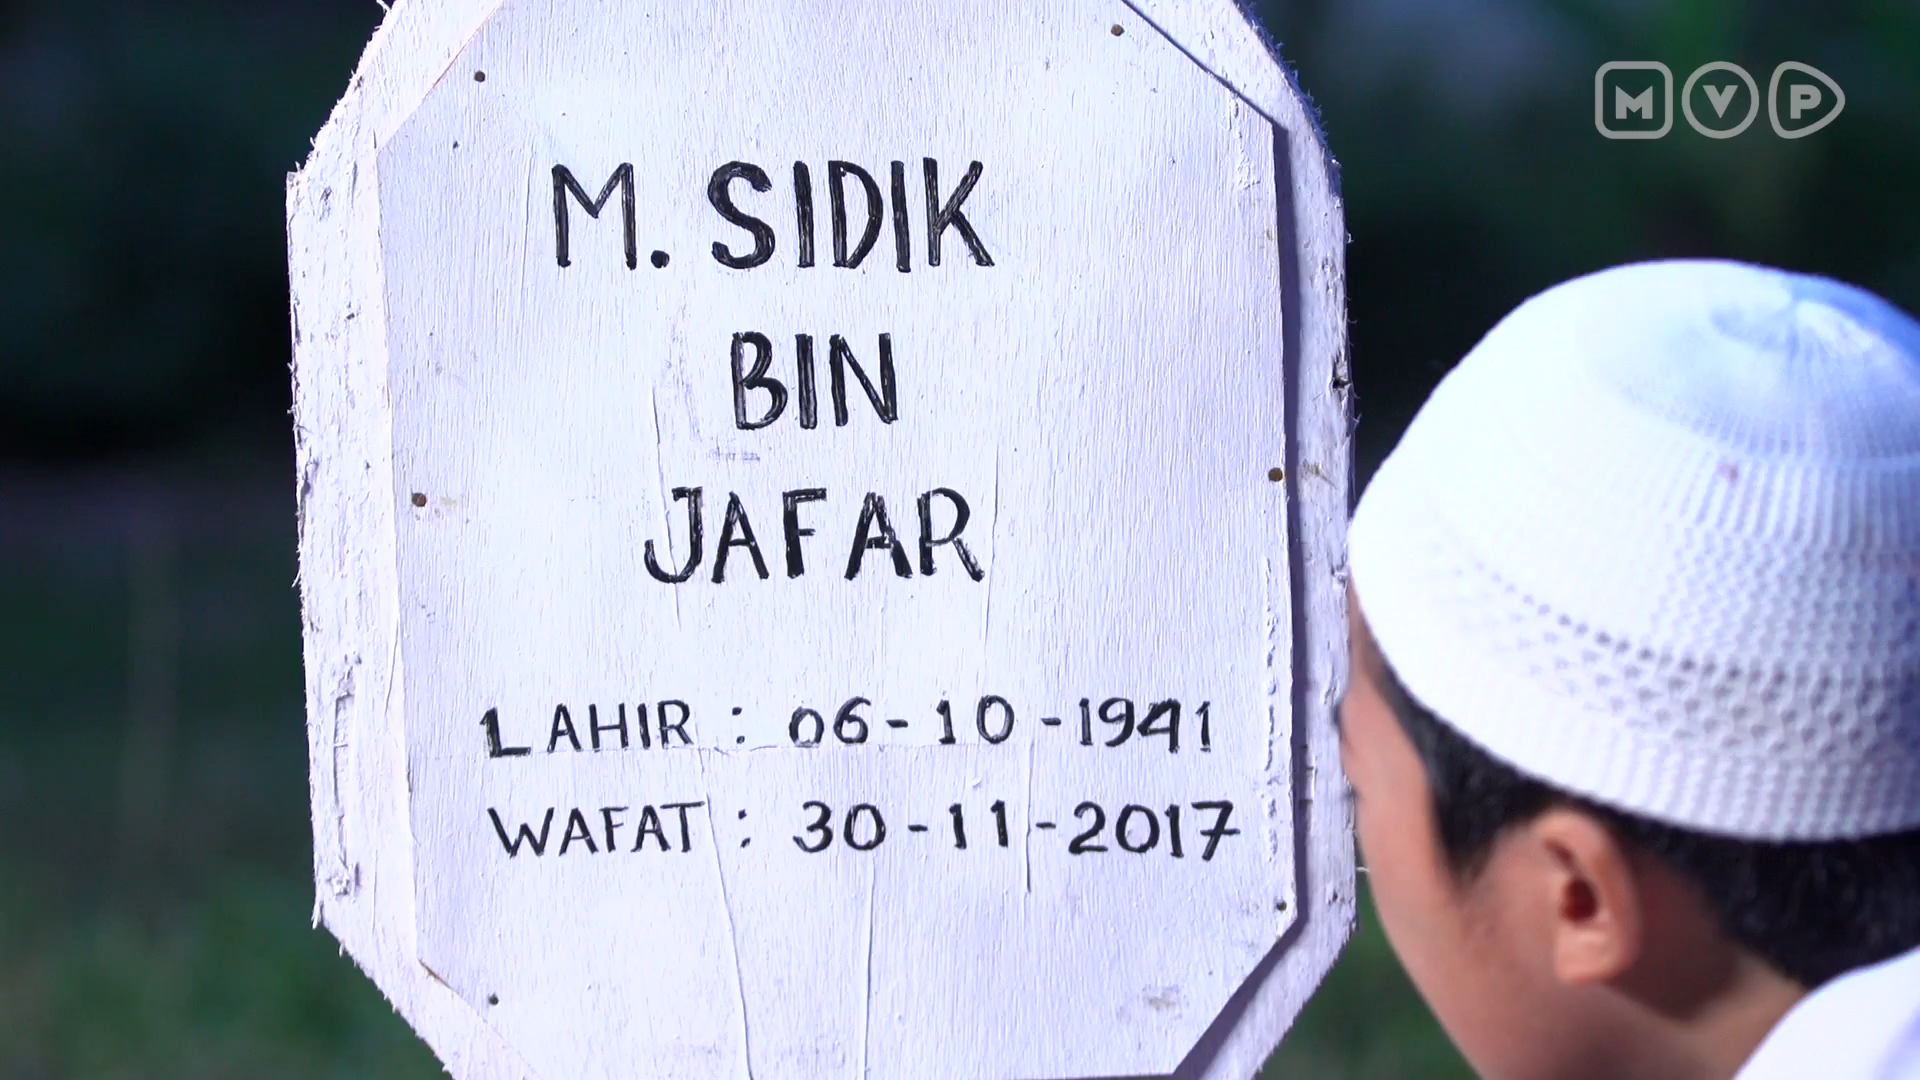 MVP
M. SIDIK
BIN
JAFAR
LAHIR : 06-10-1941
WAFAT : 30-11-2017